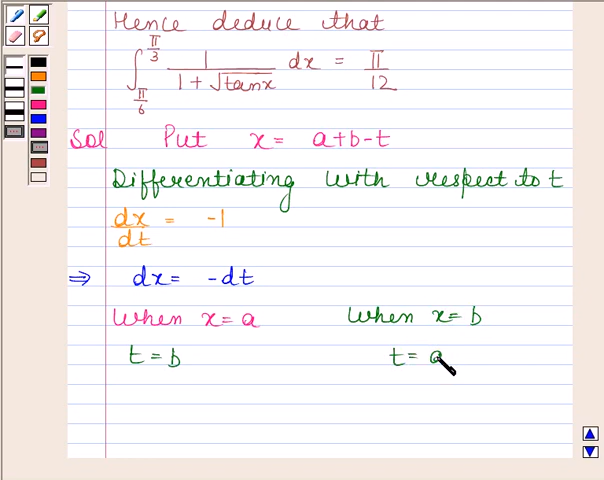 Hence deduce that
∫_{π/6}^{π/3} 1/(1+√tanx) dx = π/12
Sol Put x = a+b-t
Differentiating with respect to t
dx/dt = -1
⇒ dx = -dt
When x=a When x=b
t=b t=a